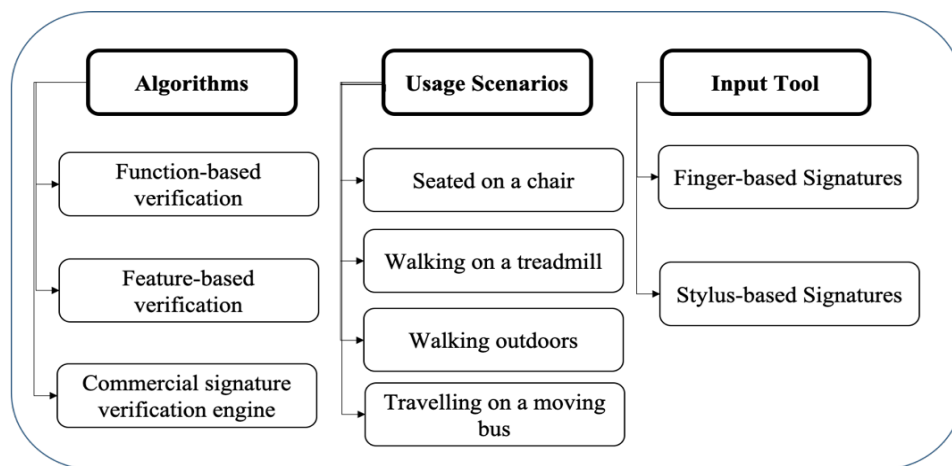 Algorithms
Function-based
verification
Feature-based
verification
Commercial signature
verification engine
Usage Scenarios
Seated on a chair
Walking on a treadmill
Walking outdoors
Travelling on a moving
bus
Input Tool
Finger-based Signatures
Stylus-based Signatures